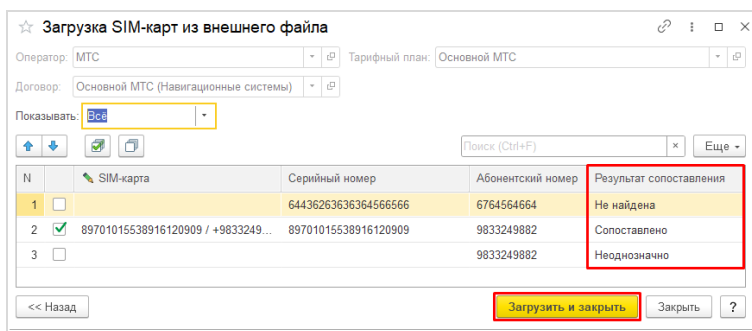 Загрузка SIM-карт из внешнего файла
Оператор: МТС Тарифный план: Основной МТС
Договор: Основной МТС (Навигационные системы)
Показывать: Всё
Поиск (Ctrl+F) × Еще
N SIM-карта Серийный номер Абонентский номер Результат сопоставления
1 64436263636364566566 6764564664 Не найдена
2 89701015538916120909 / +9833249... 89701015538916120909 9833249882 Сопоставлено
3 9833249882 Неоднозначно
<< Назад Загрузить и закрыть Закрыть ?